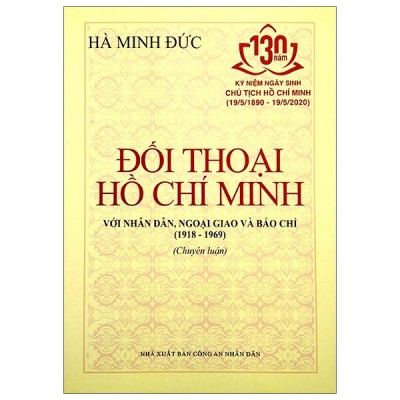 HÀ MINH ĐỨC
130
năm
KỶ NIỆM NGÀY SINH
CHỦ TỊCH HỒ CHÍ MINH
(19/5/1890 - 19/5/2020)
ĐỐI THOẠI
HỒ CHÍ MINH
VỚI NHÂN DÂN, NGOẠI GIAO VÀ BÁO CHÍ
(1918 - 1969)
(Chuyên luận)
NHÀ XUẤT BẢN CÔNG AN NHÂN DÂN